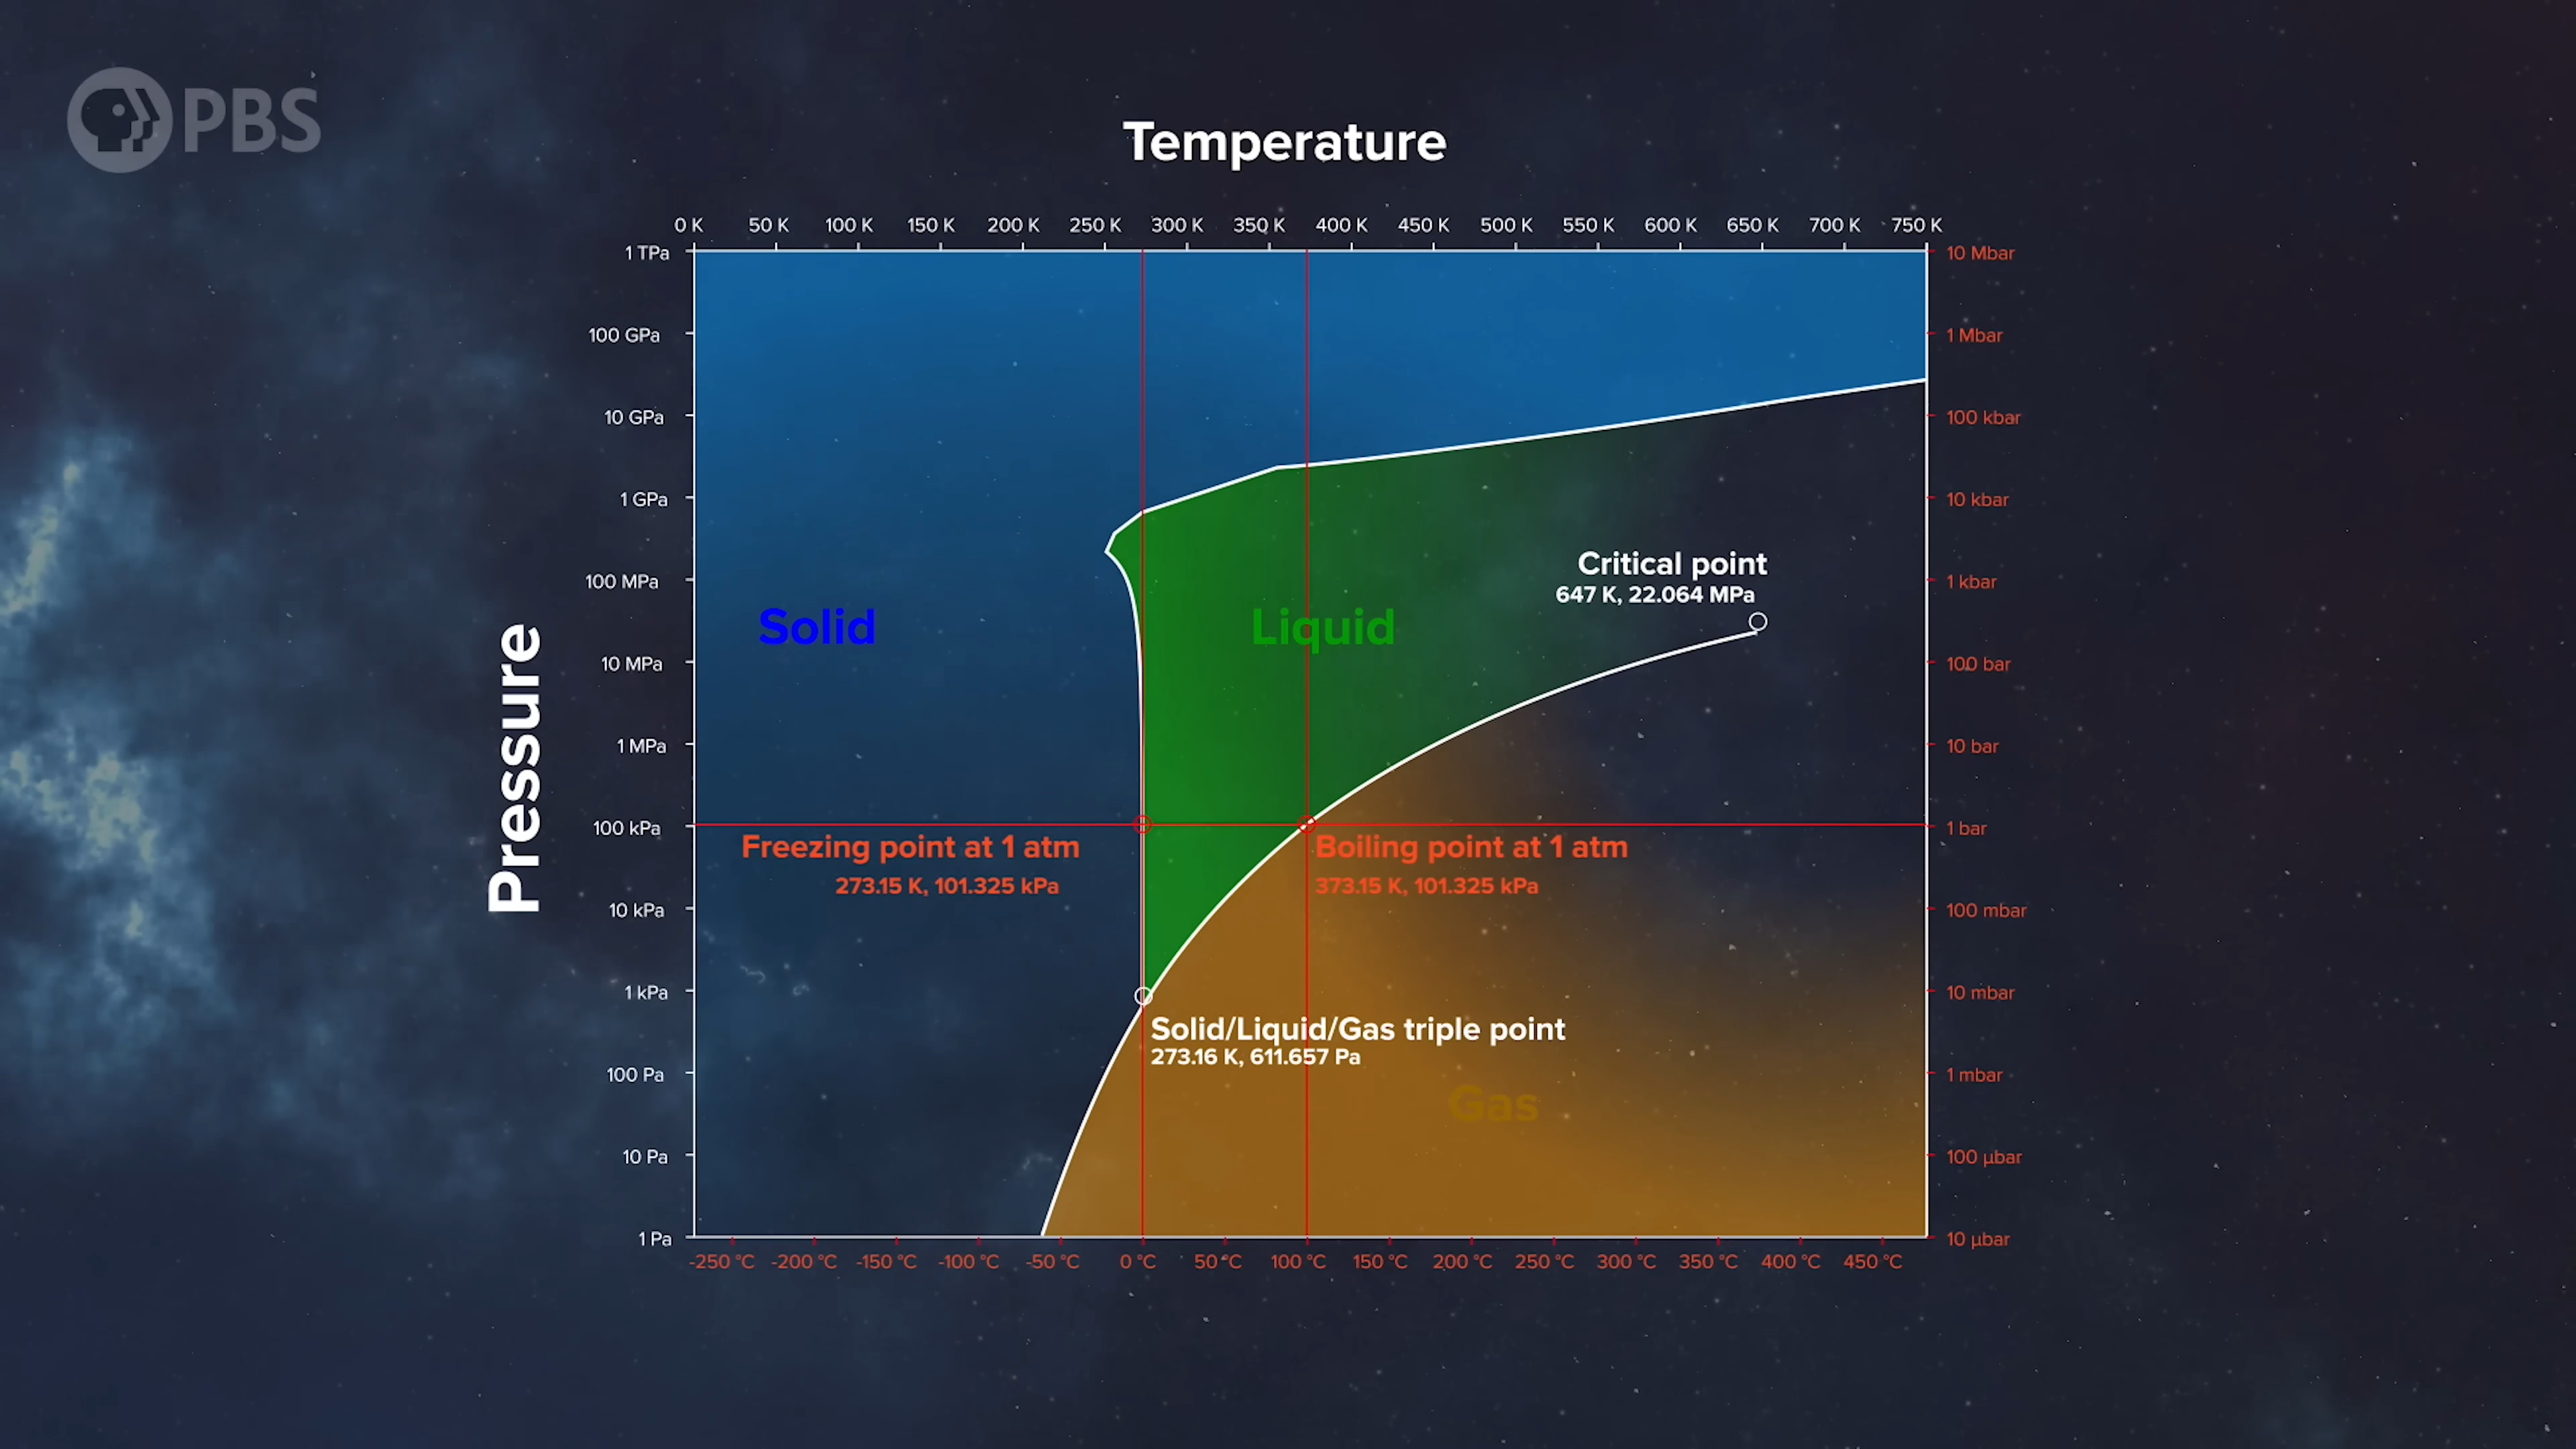 PBS
Temperature
0 K 50 K 100 K 150 K 200 K 250 K 300 K 350 K 400 K 450 K 500 K 550 K 600 K 650 K 700 K 750 K
1 TPa 10 Mbar
100 GPa 1 Mbar
10 GPa 100 kbar
1 GPa 10 kbar
Critical point
100 MPa 1 kbar
647 K, 22.064 MPa
Solid Liquid
10 MPa 100 bar
Pressure
1 MPa 10 bar
100 kPa 1 bar
Freezing point at 1 atm Boiling point at 1 atm
273.15 K, 101.325 kPa 373.15 K, 101.325 kPa
10 kPa 100 mbar
1 kPa 10 mbar
Solid/Liquid/Gas triple point
273.16 K, 611.657 Pa
100 Pa 1 mbar
Gas
10 Pa 100 µbar
1 Pa 10 µbar
-250 °C -200 °C -150 °C -100 °C -50 °C 0 °C 50 °C 100 °C 150 °C 200 °C 250 °C 300 °C 350 °C 400 °C 450 °C